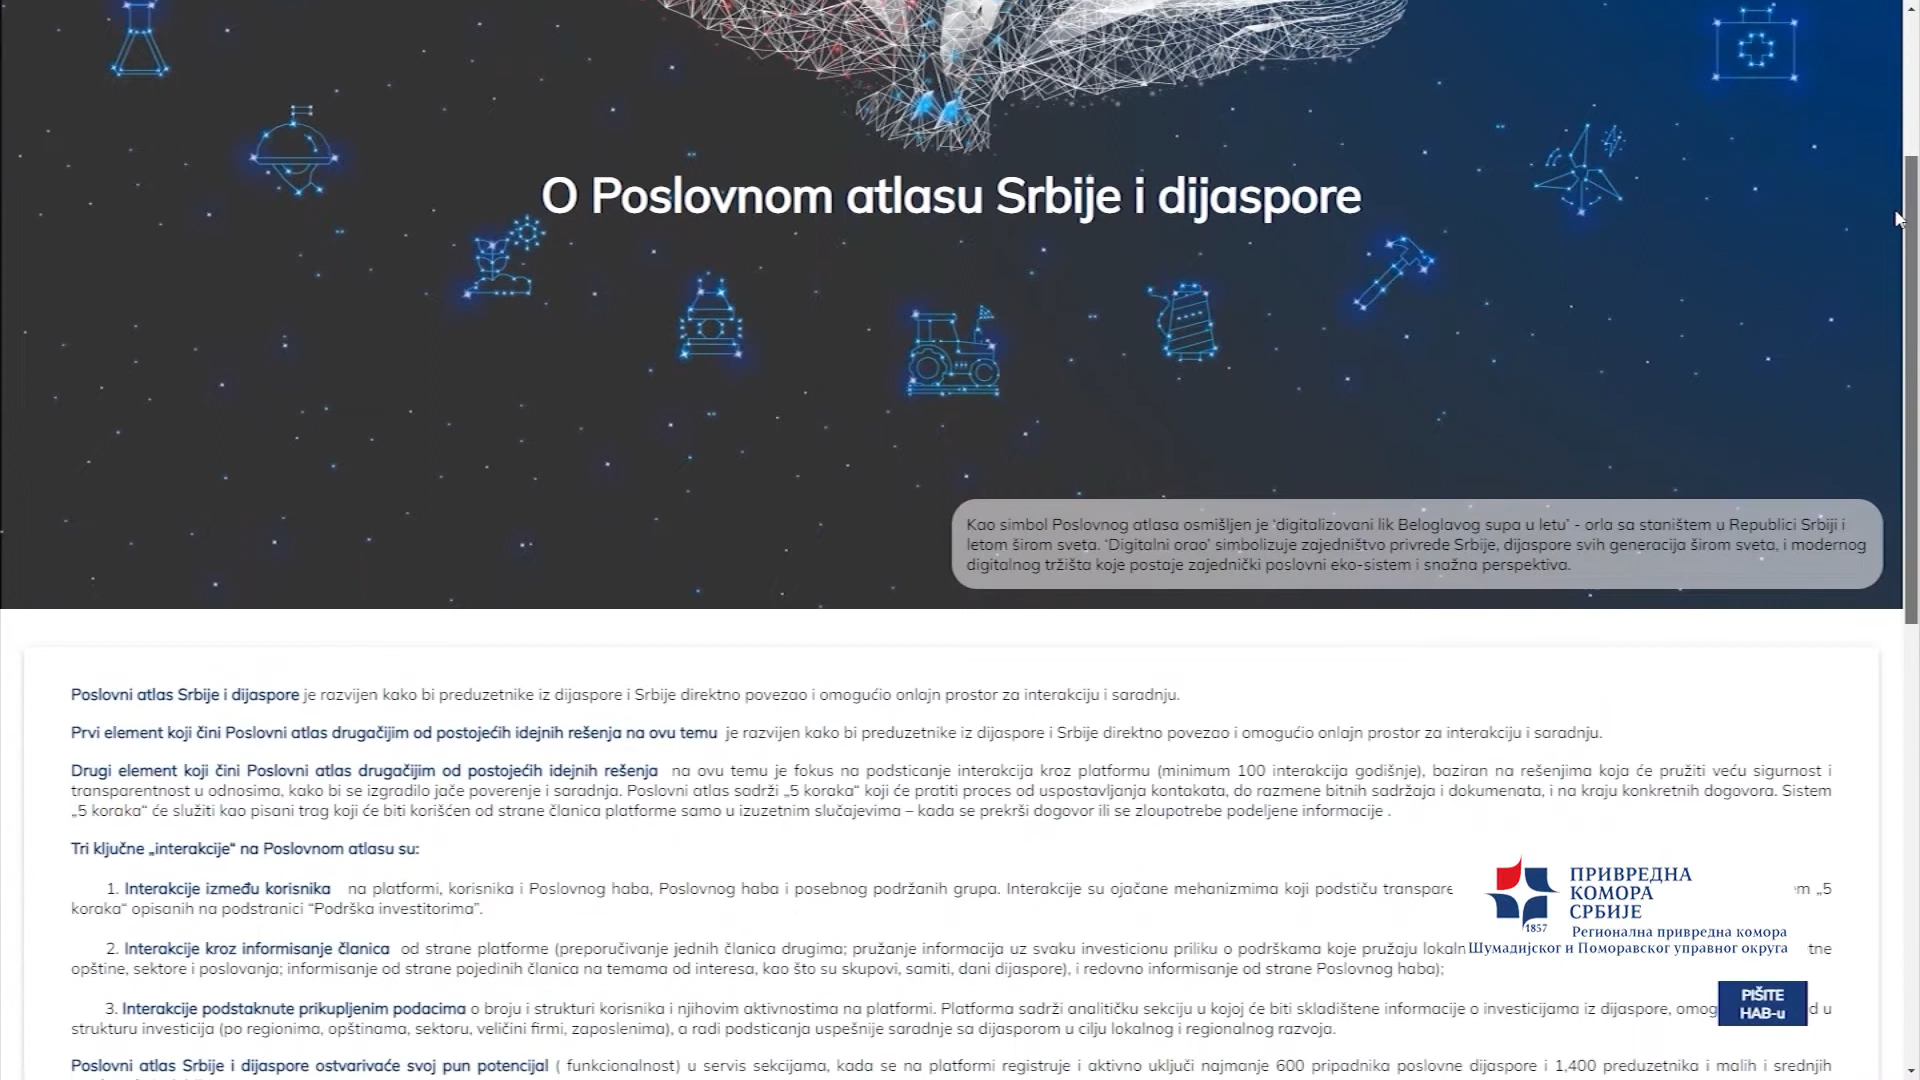 O Poslovnom atlasu Srbije i dijaspore
Kao simbol Poslovnog atlasa osmišljen je ‘digitalizovani lik Beloglavog supa u letu’ - orla sa staništem u Republici Srbiji i
letom širom sveta. ‘Digitalni orao’ simbolizuje zajedništvo privrede Srbije, dijaspore svih generacija širom sveta, i modernog
digitalnog tržišta koje postaje zajednički poslovni eko-sistem i snažna perspektiva.
Poslovni atlas Srbije i dijaspore je razvijen kako bi preduzetnike iz dijaspore i Srbije direktno povezao i omogućio onlajn prostor za interakciju i saradnju.
Prvi element koji čini Poslovni atlas drugačijim od postojećih idejnih rešenja na ovu temu je razvijen kako bi preduzetnike iz dijaspore i Srbije direktno povezao i omogućio onlajn prostor za interakciju i saradnju.
Drugi element koji čini Poslovni atlas drugačijim od postojećih idejnih rešenja na ovu temu je fokus na podsticanje interakcija kroz platformu (minimum 100 interakcija godišnje), baziran na rešenjima koja će pružiti veću sigurnost i
transparentnost u odnosima, kako bi se izgradilo jače poverenje i saradnja. Poslovni atlas sadrži „5 koraka“ koji će pratiti proces od uspostavljanja kontakata, do razmene bitnih sadržaja i dokumenata, i na kraju konkretnih dogovora. Sistem
„5 koraka“ će služiti kao pisani trag koji će biti korišćen od strane članica platforme samo u izuzetnim slučajevima – kada se prekrši dogovor ili se zloupotrebe podeljene informacije .
Tri ključne „interakcije“ na Poslovnom atlasu su:
1. Interakcije između korisnika na platformi, korisnika i Poslovnog haba, Poslovnog haba i posebnog podržanih grupa. Interakcije su ojačane mehanizmima koji podstiču transpare m „5
koraka“ opisanih na podstranici “Podrška investitorima”.
2. Interakcije kroz informisanje članica od strane platforme (preporučivanje jednih članica drugima; pružanje informacija uz svaku investicionu priliku o podrškama koje pružaju lokaln tne
opštine, sektore i poslovanja; informisanje od strane pojedinih članica na temama od interesa, kao što su skupovi, samiti, dani dijaspore), i redovno informisanje od strane Poslovnog haba);
3. Interakcije podstaknute prikupljenim podacima o broju i strukturi korisnika i njihovim aktivnostima na platformi. Platforma sadrži analitičku sekciju u kojoj će biti skladištene informacije o investicijama iz dijaspore, omog d u
strukturu investicija (po regionima, opštinama, sektoru, veličini firmi, zaposlenima), a radi podsticanja uspešnije saradnje sa dijasporom u cilju lokalnog i regionalnog razvoja.
Poslovni atlas Srbije i dijaspore ostvarivaće svoj pun potencijal ( funkcionalnost) u servis sekcijama, kada se na platformi registruje i aktivno uključi najmanje 600 pripadnika poslovne dijaspore i 1,400 preduzetnika i malih i srednjih
ПРИВРЕДНА
КОМОРА
СРБИЈЕ
1857
Регионална привредна комора
Шумадијског и Поморавског управног округа
PIŠITE
HAB-u